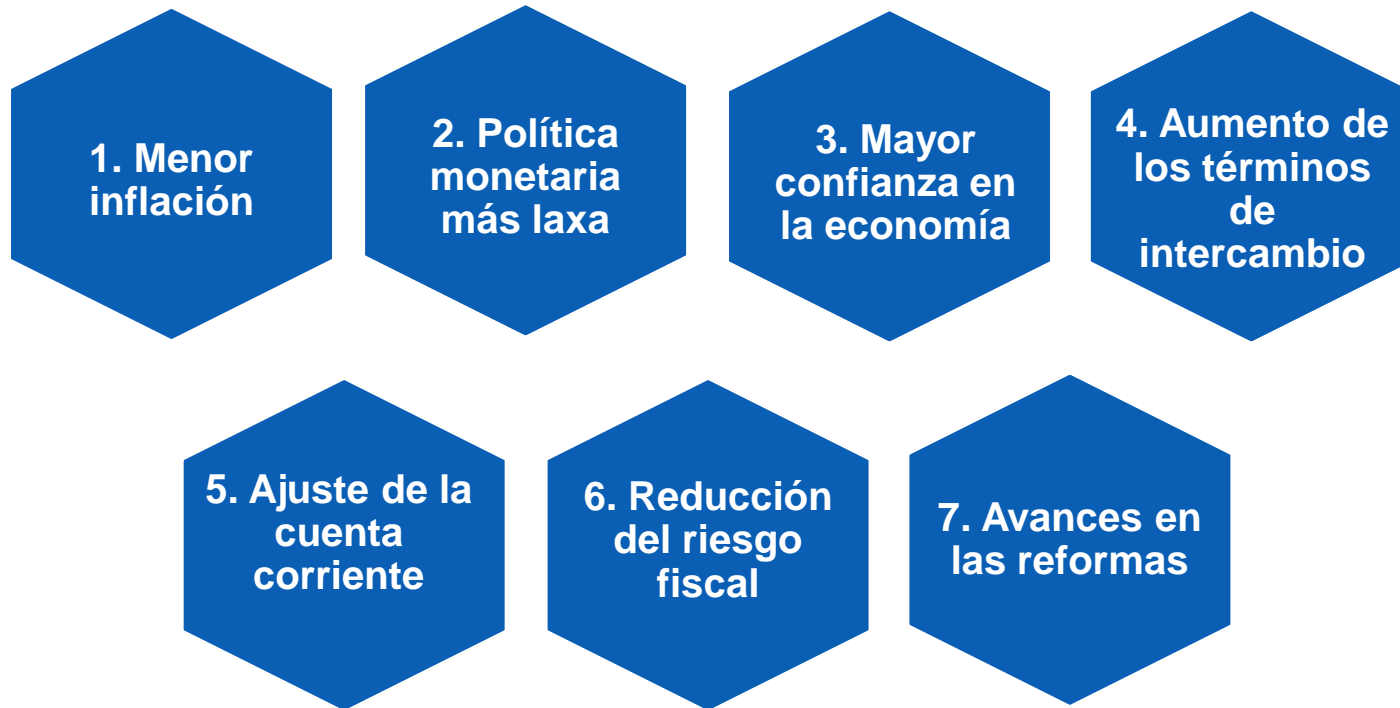 1. Menor
inflación
2. Política
monetaria
más laxa
3. Mayor
confianza en
la economía
4. Aumento de
los términos
de
intercambio
5. Ajuste de la
cuenta
corriente
6. Reducción
del riesgo
fiscal
7. Avances en
las reformas